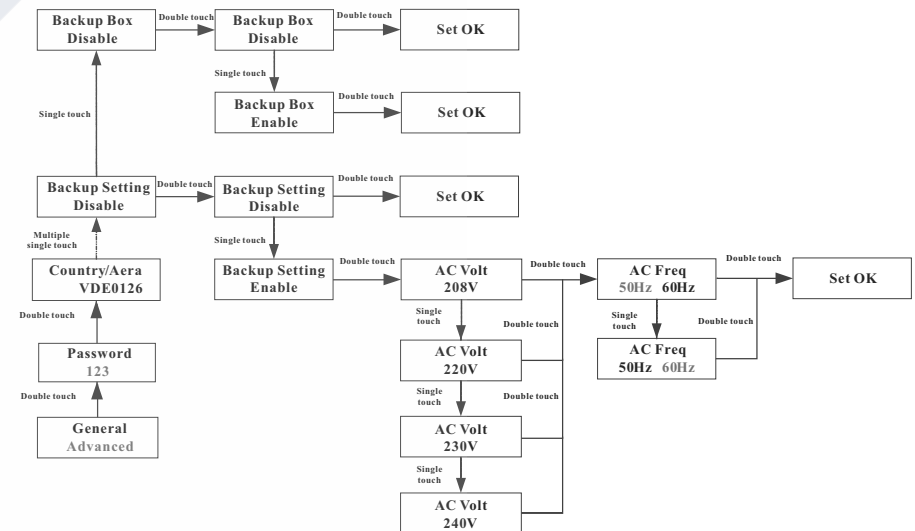 Backup Box
Disable
Double touch
Backup Box
Disable
Double touch
Set OK
Single touch
Backup Box
Enable
Double touch
Set OK
Single touch
Backup Setting
Disable
Double touch
Backup Setting
Disable
Double touch
Set OK
Single touch
Backup Setting
Enable
Double touch
AC Volt
208V
Double touch
AC Freq
50Hz 60Hz
Double touch
Set OK
Multiple
single touch
Country/Aera
VDE0126
Double touch
Password
123
Double touch
General
Advanced
Single
touch
Double touch
AC Volt
220V
Single
touch
Double touch
AC Volt
230V
Single
touch
AC Volt
240V
Single
touch
Double touch
AC Freq
50Hz 60Hz